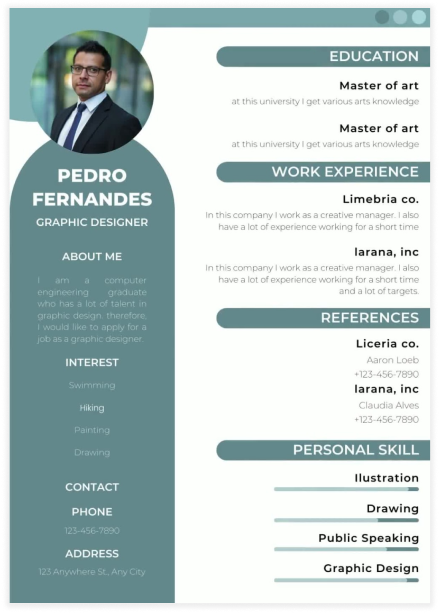 PEDRO
FERNANDES
GRAPHIC DESIGNER
ABOUT ME
I am a computer
engineering graduate
who has a lot of talent in
graphic design. therefore,
I would like to apply for a
job as a graphic designer.
INTEREST
Swimming
Hiking
Painting
Drawing
CONTACT
PHONE
123-456-7890
ADDRESS
123 Anywhere St., Any City
EDUCATION
Master of art
at this university I get various arts knowledge
Master of art
at this university I get various arts knowledge
WORK EXPERIENCE
Limebria co.
In this company I work as a creative manager. I also
have a lot of experience working for a short time
larana, inc
In this company I work as a creative manager. I also
have a lot of experience working for a short time
and a lot of targets.
REFERENCES
Liceria co.
Aaron Loeb
+123-456-7890
larana, inc
Claudia Alves
+123-456-7890
PERSONAL SKILL
Ilustration
Drawing
Public Speaking
Graphic Design